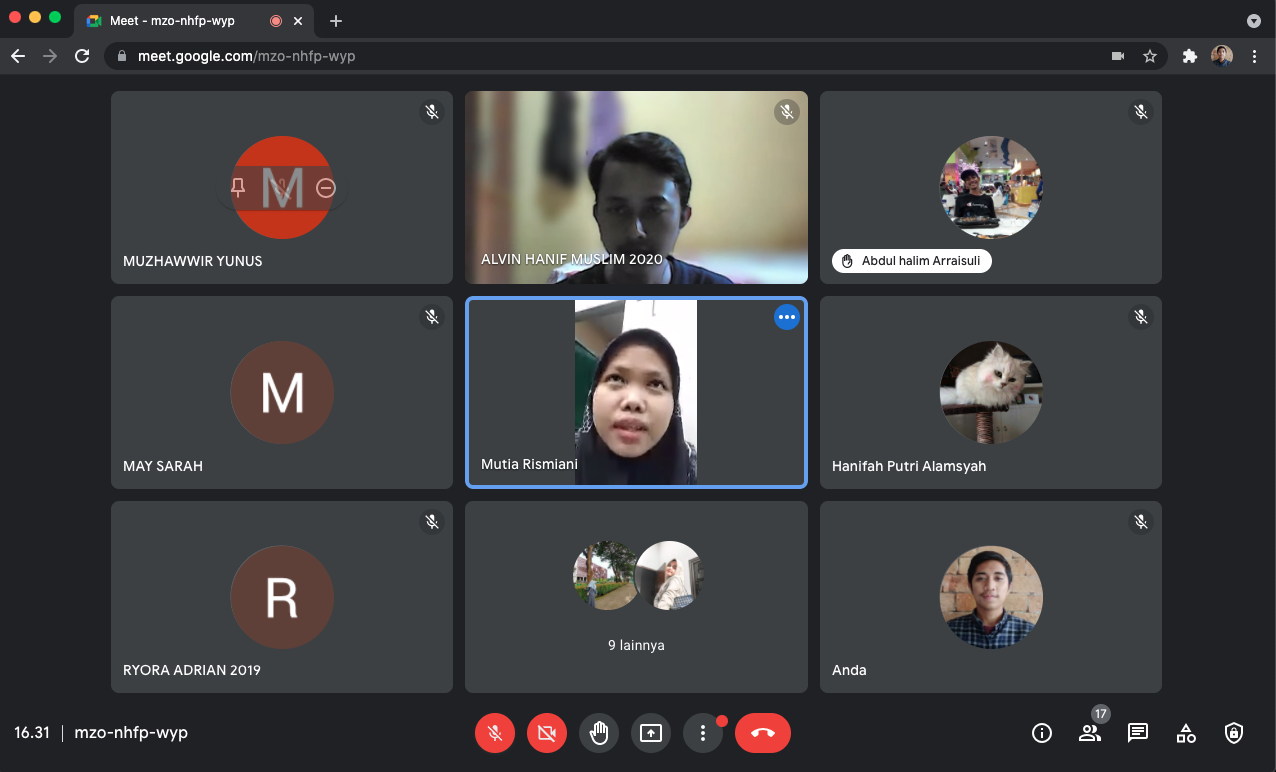 Meet - mzo-nhfp-wyp
meet.google.com/mzo-nhfp-wyp
M
MUZHAWWIR YUNUS
ALVIN HANIF MUSLIM 2020
Abdul halim Arraisuli
M
MAY SARAH
Mutia Rismiani
Hanifah Putri Alamsyah
R
RYORA ADRIAN 2019
9 lainnya
Anda
16.31 | mzo-nhfp-wyp
17